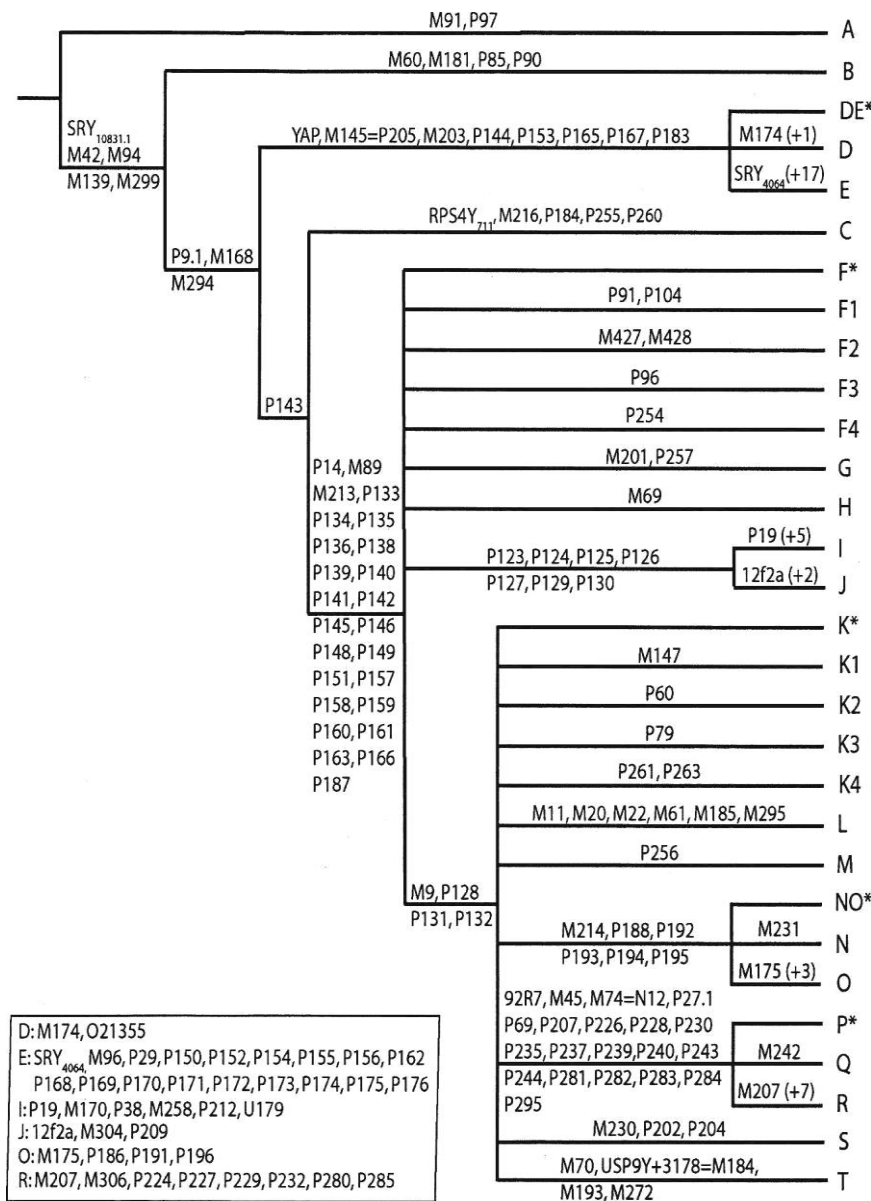 M91, P97
A
M60, M181, P85, P90
B
SRY10831.1
M42, M94
M139, M299
DE*
YAP, M145=P205, M203, P144, P153, P165, P167, P183
M174 (+1)
D
SRY4064(+17)
E
RPS4Y711, M216, P184, P255, P260
C
P9.1, M168
M294
F*
P91, P104
F1
M427, M428
F2
P96
F3
P143
P254
F4
P14, M89
M213, P133
P134, P135
P136, P138
P139, P140
P141, P142
P145, P146
P148, P149
P151, P157
P158, P159
P160, P161
P163, P166
P187
M201, P257
G
M69
H
P123, P124, P125, P126
P127, P129, P130
P19 (+5)
I
12f2a (+2)
J
K*
M147
K1
P60
K2
P79
K3
P261, P263
K4
M11, M20, M22, M61, M185, M295
L
P256
M
M9, P128
P131, P132
NO*
M214, P188, P192
P193, P194, P195
M231
N
M175 (+3)
O
92R7, M45, M74=N12, P27.1
P69, P207, P226, P228, P230
P235, P237, P239, P240, P243
P244, P281, P282, P283, P284
P295
P*
M242
Q
M207 (+7)
R
M230, P202, P204
S
M70, USP9Y+3178=M184,
M193, M272
T
D: M174, O21355
E: SRY4064, M96, P29, P150, P152, P154, P155, P156, P162
P168, P169, P170, P171, P172, P173, P174, P175, P176
I: P19, M170, P38, M258, P212, U179
J: 12f2a, M304, P209
O: M175, P186, P191, P196
R: M207, M306, P224, P227, P229, P232, P280, P285